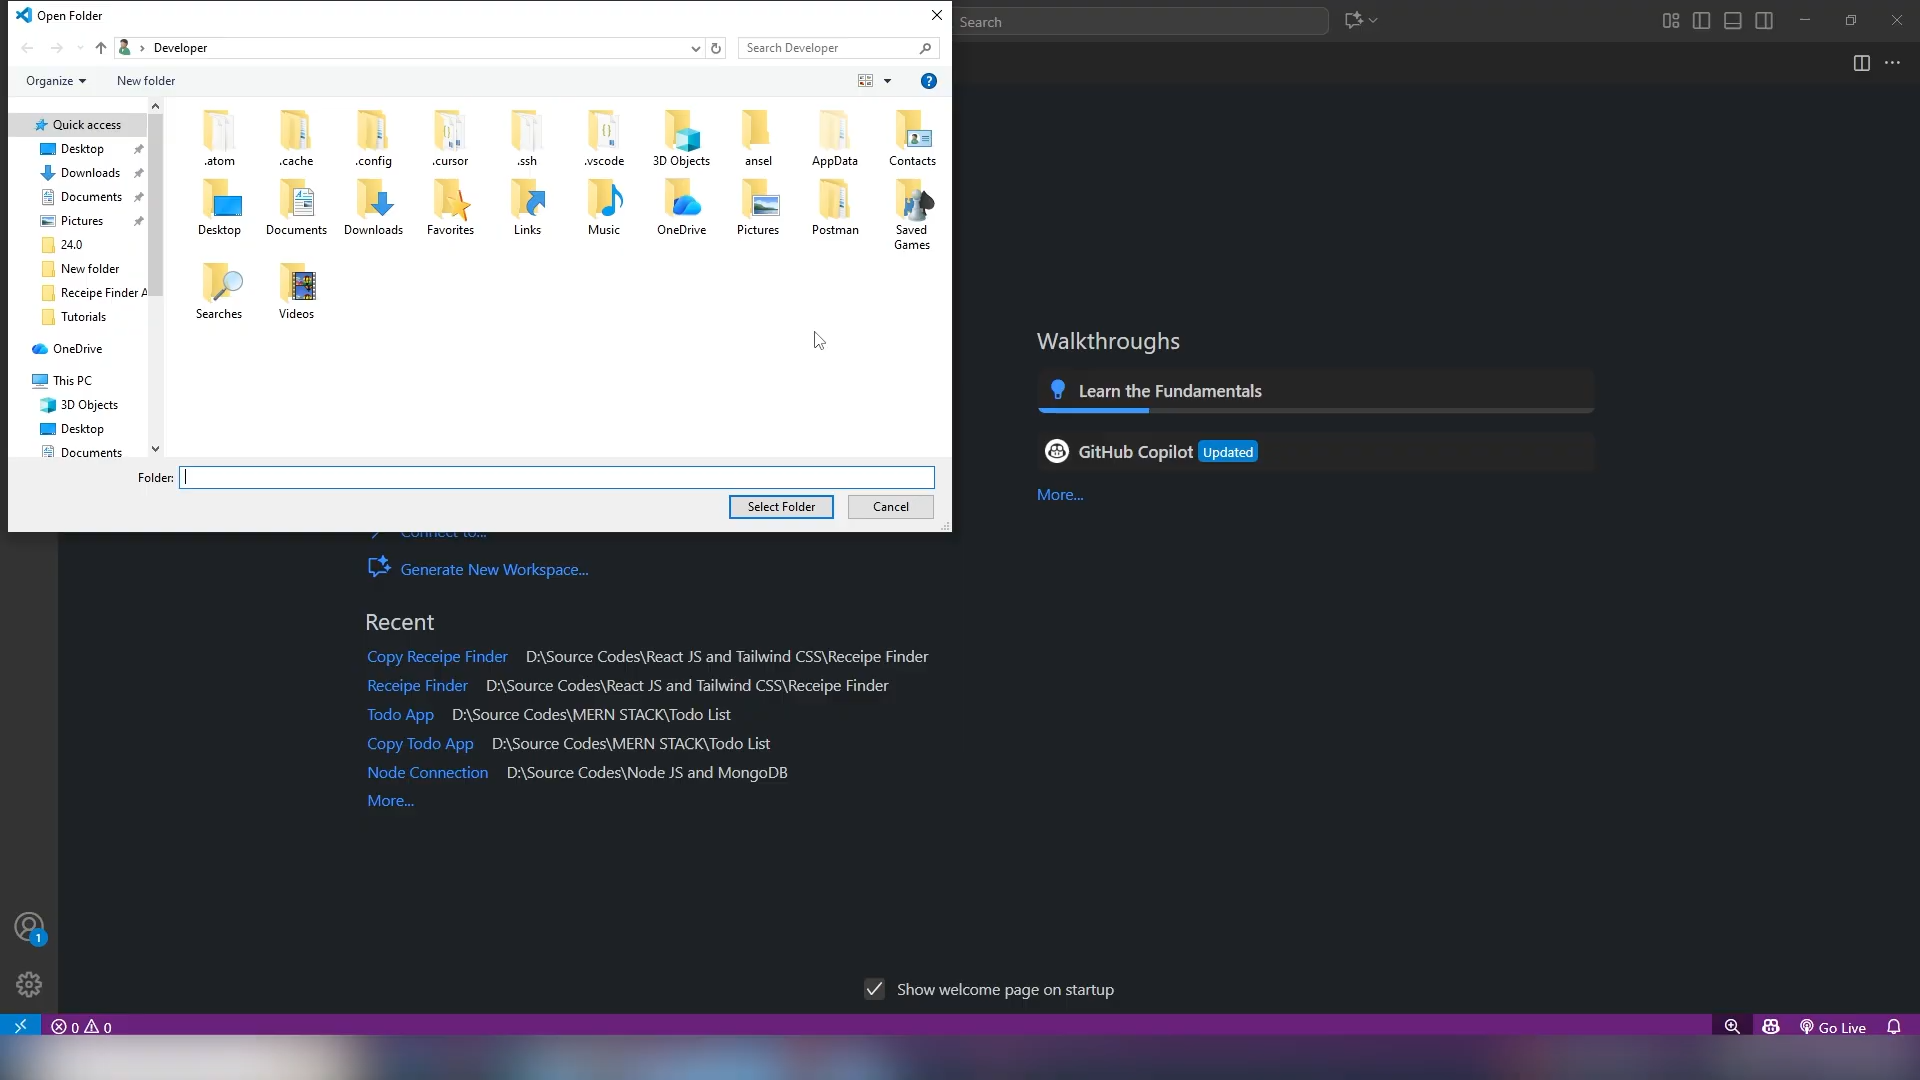 Open Folder
Search
Developer
Search Developer
Organize
New folder
Quick access
Desktop
Downloads
Documents
Pictures
24.0
New folder
Receipe Finder A
Tutorials
OneDrive
This PC
3D Objects
Desktop
Documents
.atom
.cache
.config
.cursor
.ssh
.vscode
3D Objects
ansel
AppData
Contacts
Desktop
Documents
Downloads
Favorites
Links
Music
OneDrive
Pictures
Postman
Saved
Games
Searches
Videos
Folder:
Select Folder
Cancel
Connect to...
Generate New Workspace...
Recent
Copy Receipe Finder D:\Source Codes\React JS and Tailwind CSS\Receipe Finder
Receipe Finder D:\Source Codes\React JS and Tailwind CSS\Receipe Finder
Todo App D:\Source Codes\MERN STACK\Todo List
Copy Todo App D:\Source Codes\MERN STACK\Todo List
Node Connection D:\Source Codes\Node JS and MongoDB
More...
Walkthroughs
Learn the Fundamentals
GitHub Copilot Updated
More...
1
Show welcome page on startup
0 0
Go Live